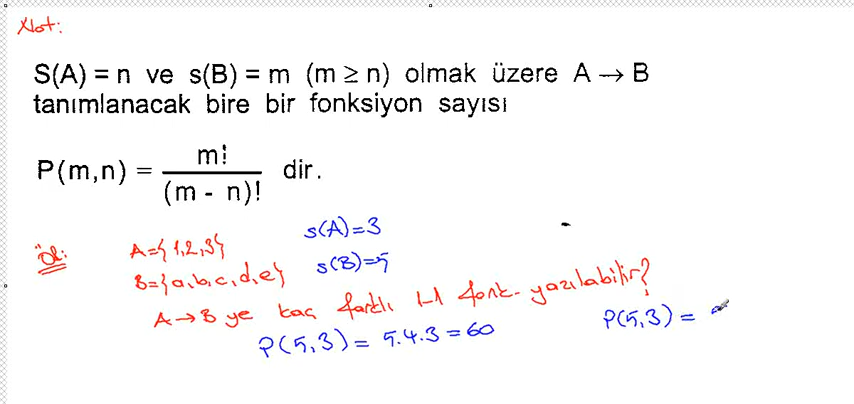 Not:
S(A) = n ve s(B) = m (m ≥ n) olmak üzere A → B
tanımlanacak bire bir fonksiyon sayısı
P(m,n) = m! / (m - n)! dir.
Öd: A={1,2,3} s(A)=3
B={a,b,c,d,e} s(B)=5
A→B ye kaç farklı 1-1 fonk. yazılabilir?
P(5,3) = 5.4.3 = 60 P(5,3) =